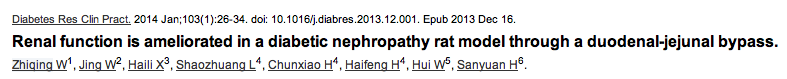 Diabetes Res Clin Pract. 2014 Jan;103(1):26-34. doi: 10.1016/j.diabres.2013.12.001. Epub 2013 Dec 16.
Renal function is ameliorated in a diabetic nephropathy rat model through a duodenal-jejunal bypass.
Zhiqing W1, Jing W2, Haili X3, Shaozhuang L4, Chunxiao H4, Haifeng H4, Hui W5, Sanyuan H6.